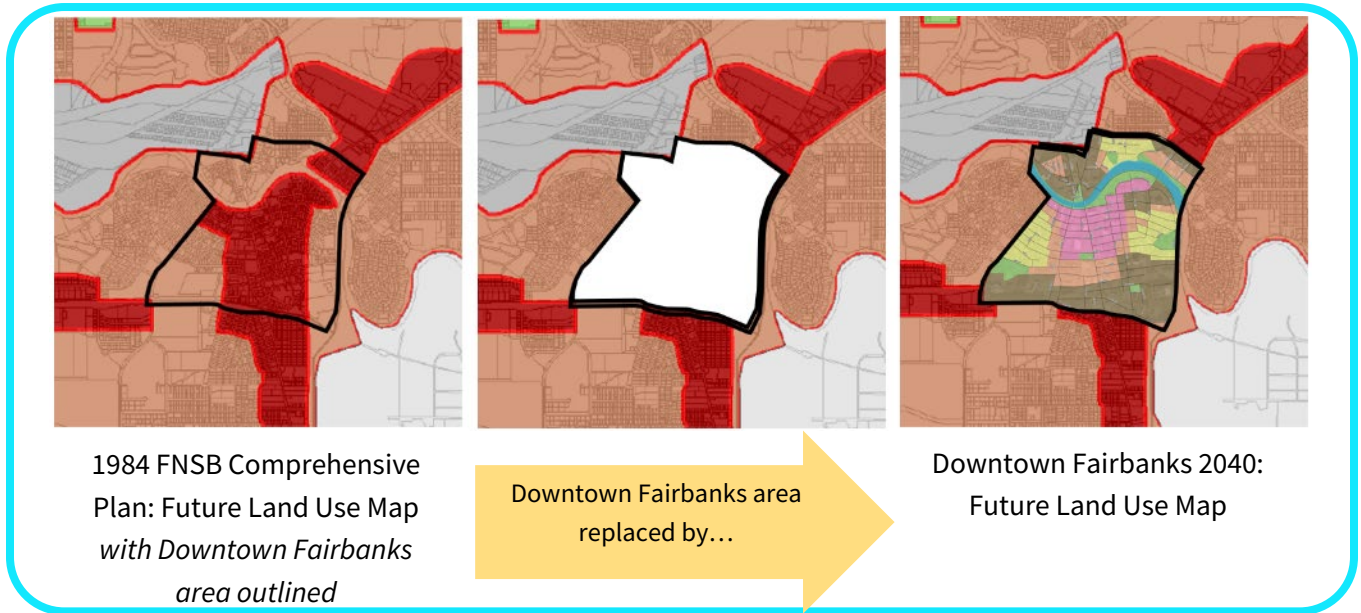 1984 FNSB Comprehensive
Plan: Future Land Use Map
with Downtown Fairbanks
area outlined
Downtown Fairbanks area
replaced by…
Downtown Fairbanks 2040:
Future Land Use Map